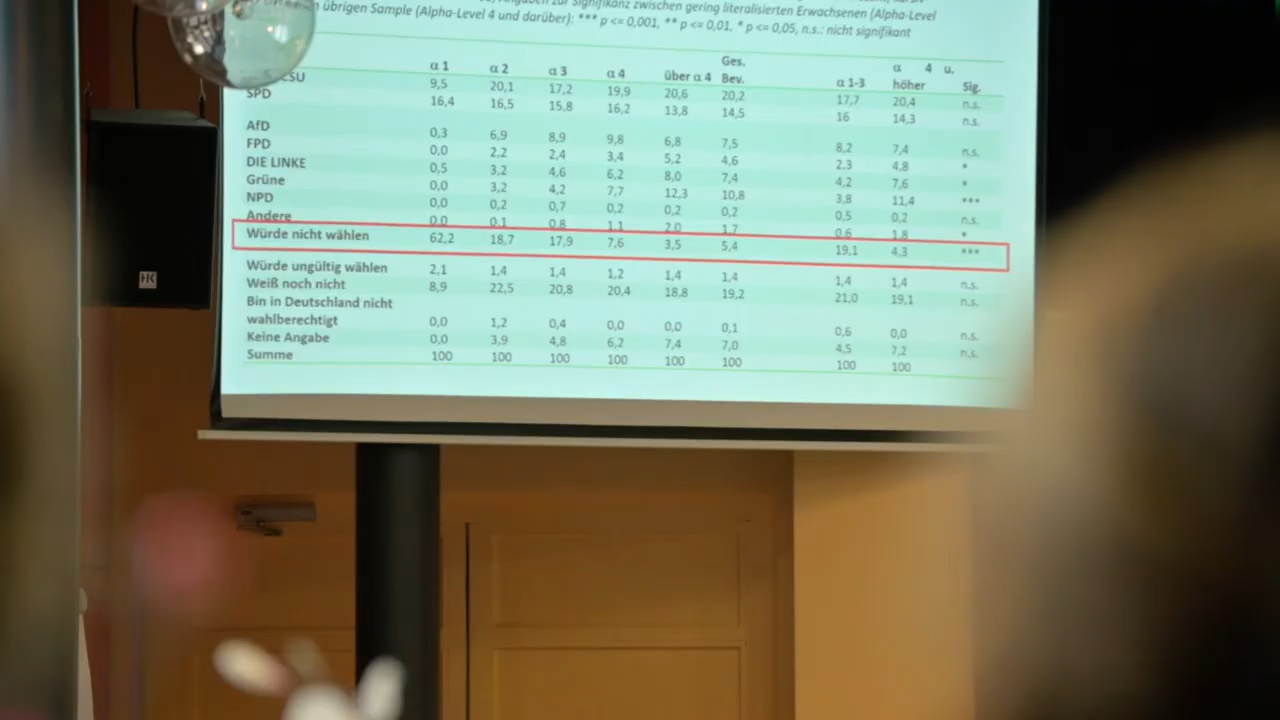 Angaben zur Signifikanz zwischen gering literalisierten Erwachsenen (Alpha-Level
übrigen Sample (Alpha-Level 4 und darüber): *** p <= 0,001, ** p <= 0,01, * p <= 0,05, n.s.: nicht signifikant
α 1 α 2 α 3 α 4 über α 4 Ges. Bev. α 1-3 α 4 u. höher Sig.
CSU 9,5 20,1 17,2 19,9 20,6 20,2 17,7 20,4 n.s.
SPD 16,4 16,5 15,8 16,2 13,8 14,5 16 14,3 n.s.
AfD 0,3 6,9 8,9 9,8 6,8 7,5 8,2 7,4 n.s.
FPD 0,0 2,2 2,4 3,4 5,2 4,6 2,3 4,8 *
DIE LINKE 0,5 3,2 4,6 6,2 8,0 7,4 4,2 7,6 *
Grüne 0,0 3,2 4,2 7,7 12,3 10,8 3,8 11,4 ***
NPD 0,0 0,2 0,7 0,2 0,2 0,2 0,5 0,2 n.s.
Andere 0,0 0,1 0,8 1,1 2,0 1,7 0,6 1,8 *
Würde nicht wählen 62,2 18,7 17,9 7,6 3,5 5,4 19,1 4,3 ***
Würde ungültig wählen 2,1 1,4 1,4 1,2 1,4 1,4 1,4 1,4 n.s.
Weiß noch nicht 8,9 22,5 20,8 20,4 18,8 19,2 21,0 19,1 n.s.
Bin in Deutschland nicht
wahlberechtigt 0,0 1,2 0,4 0,0 0,0 0,1 0,6 0,0 n.s.
Keine Angabe 0,0 3,9 4,8 6,2 7,4 7,0 4,5 7,2 n.s.
Summe 100 100 100 100 100 100 100 100
HK